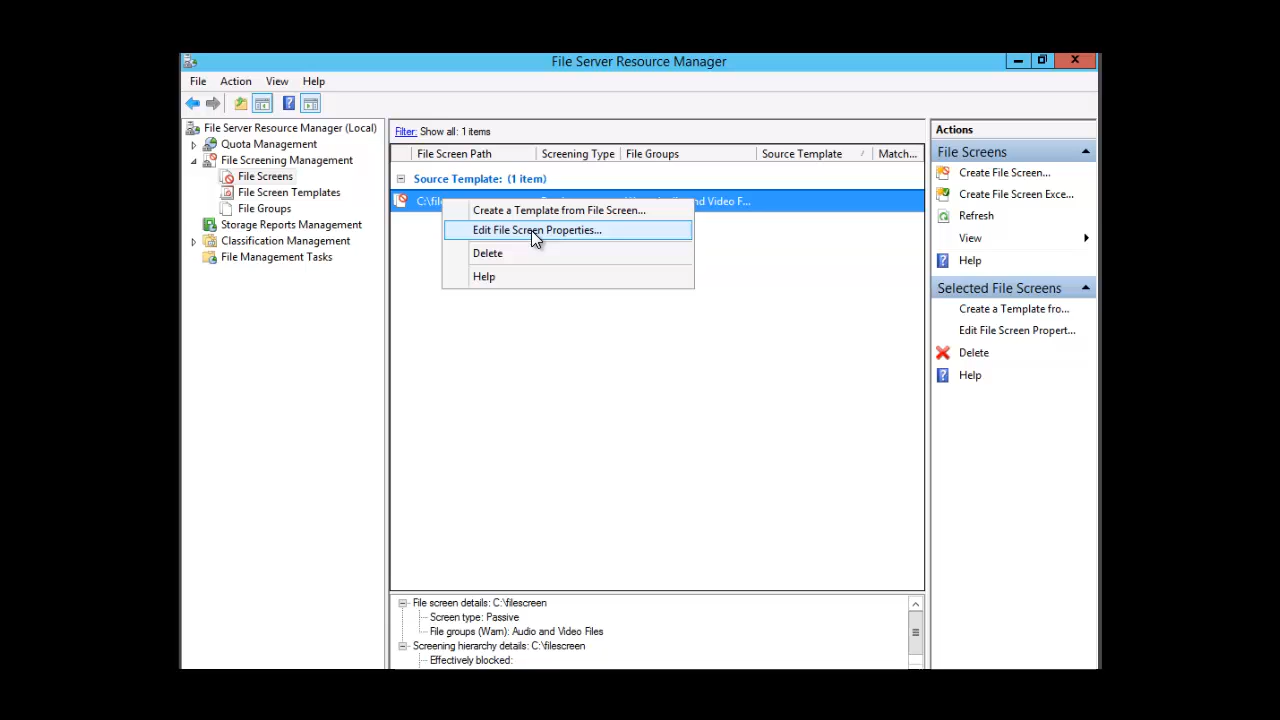 File Server Resource Manager
File Action View Help
File Server Resource Manager (Local)
Quota Management
File Screening Management
File Screens
File Screen Templates
File Groups
Storage Reports Management
Classification Management
File Management Tasks
Filter: Show all: 1 items
File Screen Path Screening Type File Groups Source Template Match...
Source Template: (1 item)
and Video F...
Create a Template from File Screen...
Edit File Screen Properties...
Delete
Help
File screen details: C:\filescreen
Screen type: Passive
File groups (Warn): Audio and Video Files
Screening hierarchy details: C:\filescreen
Effectively blocked:
Actions
File Screens
Create File Screen...
Create File Screen Exce...
Refresh
View
Help
Selected File Screens
Create a Template fro...
Edit File Screen Propert...
Delete
Help